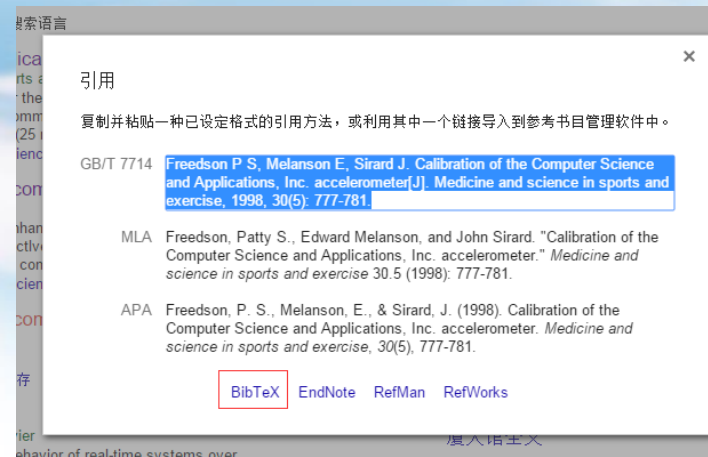 搜索语言
引用
复制并粘贴一种已设定格式的引用方法，或利用其中一个链接导入到参考书目管理软件中。
GB/T 7714 Freedson P S, Melanson E, Sirard J. Calibration of the Computer Science
and Applications, Inc. accelerometer[J]. Medicine and science in sports and
exercise, 1998, 30(5): 777-781.
MLA Freedson, Patty S., Edward Melanson, and John Sirard. "Calibration of the
Computer Science and Applications, Inc. accelerometer." Medicine and
science in sports and exercise 30.5 (1998): 777-781.
APA Freedson, P. S., Melanson, E., & Sirard, J. (1998). Calibration of the
Computer Science and Applications, Inc. accelerometer. Medicine and
science in sports and exercise, 30(5), 777-781.
BibTeX EndNote RefMan RefWorks
存
of real-time systems over